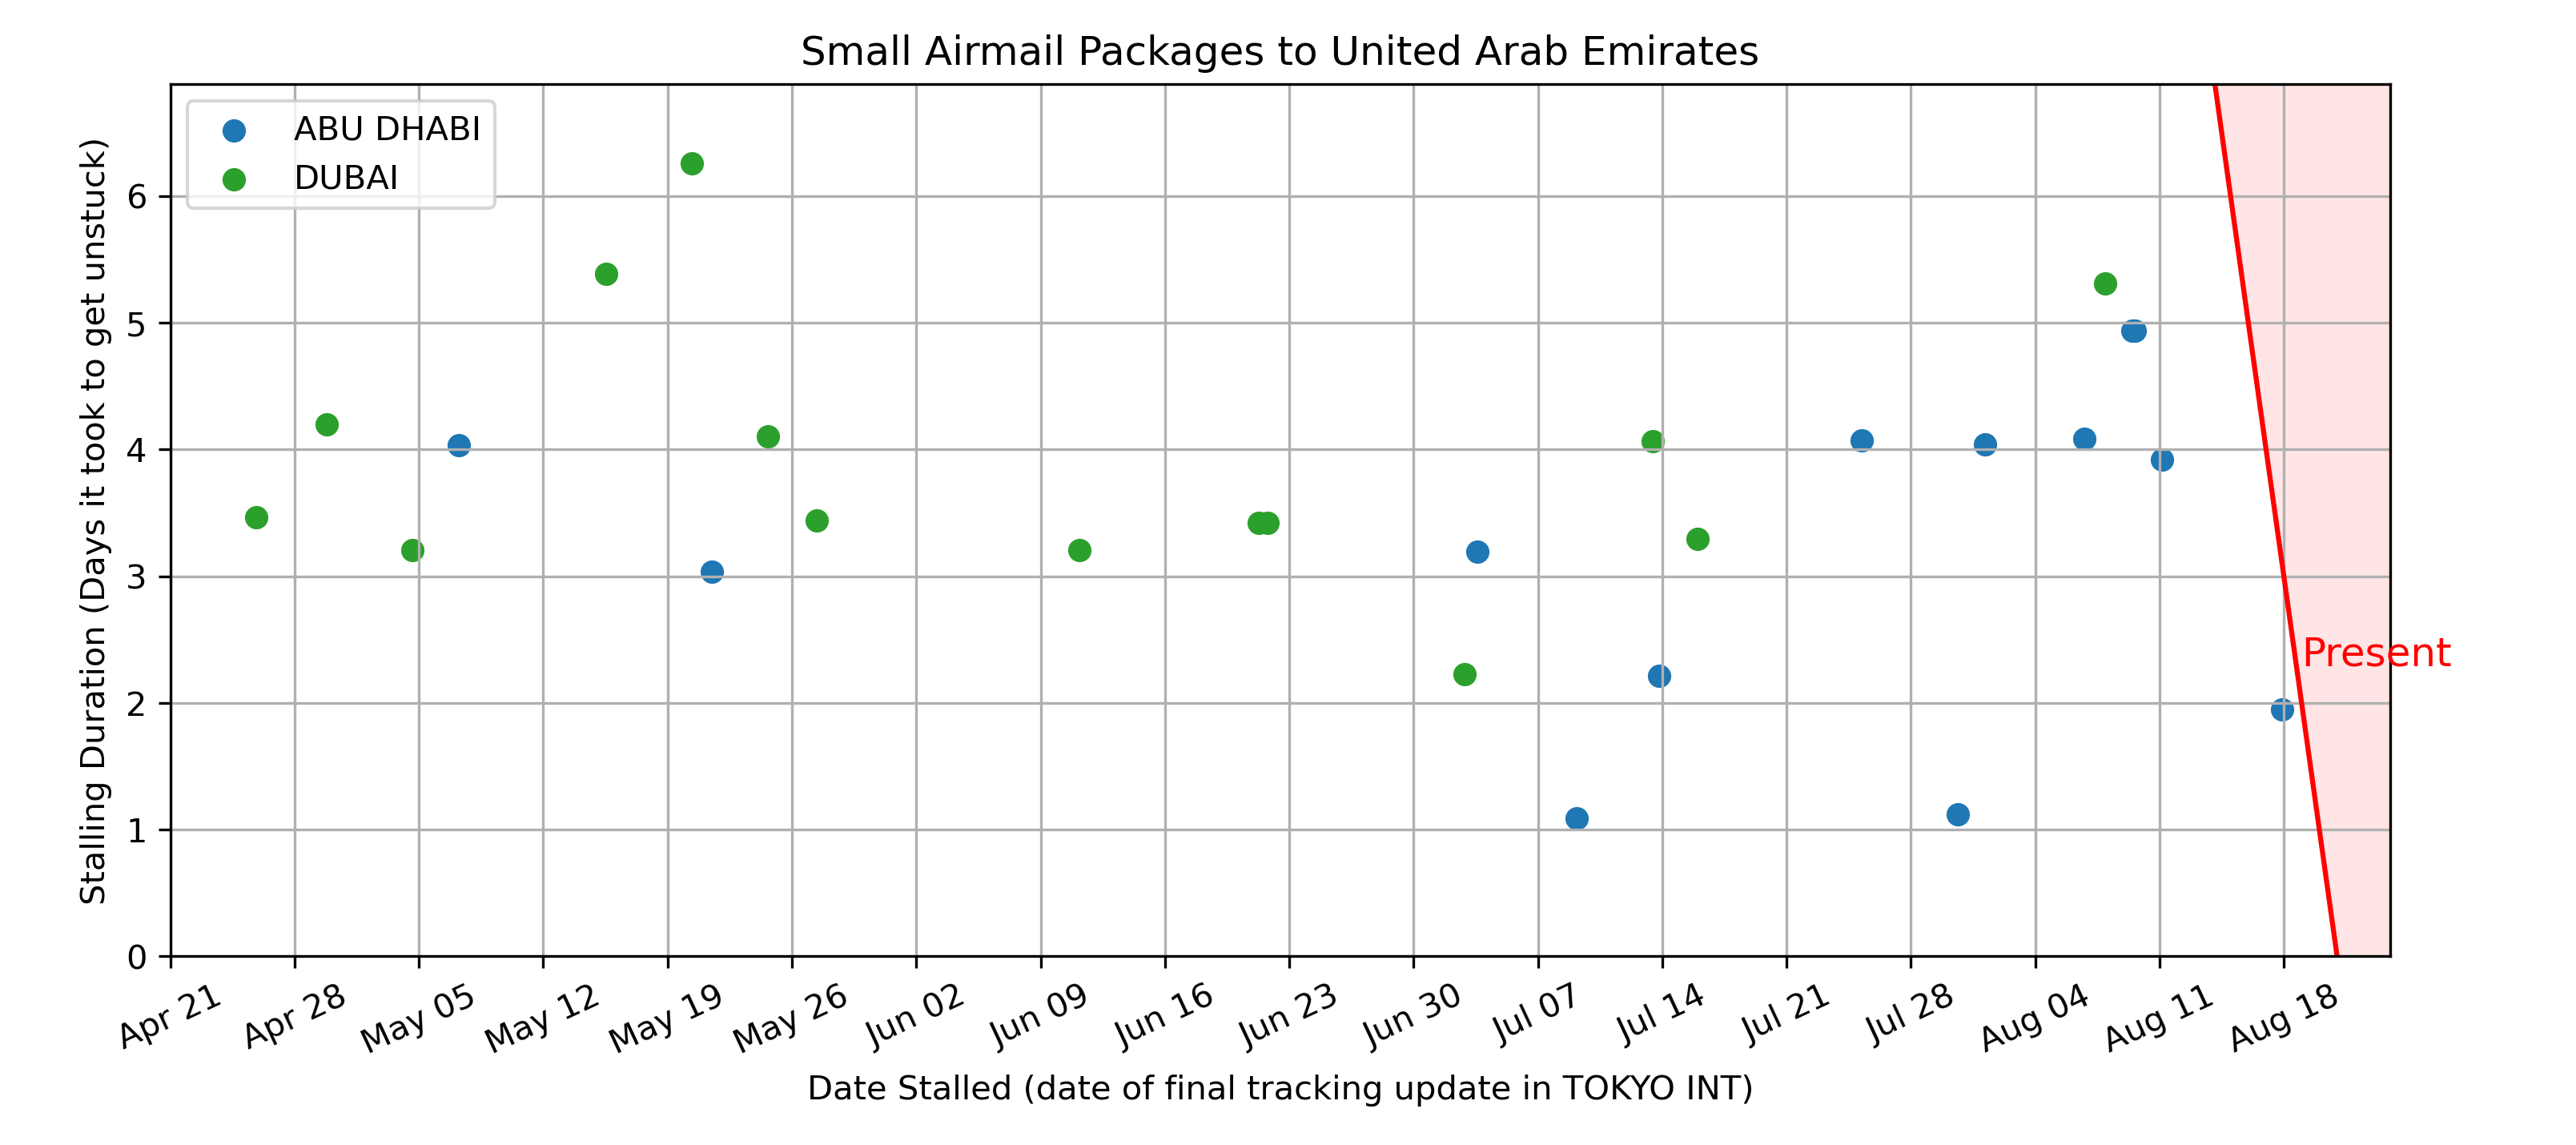 Small Airmail Packages to United Arab Emirates
ABU DHABI
DUBAI
Stalling Duration (Days it took to get unstuck)
6
5
4
3
2
1
0
Present
Apr 21
Apr 28
May 05
May 12
May 19
May 26
Jun 02
Jun 09
Jun 16
Jun 23
Jun 30
Jul 07
Jul 14
Jul 21
Jul 28
Aug 04
Aug 11
Aug 18
Date Stalled (date of final tracking update in TOKYO INT)